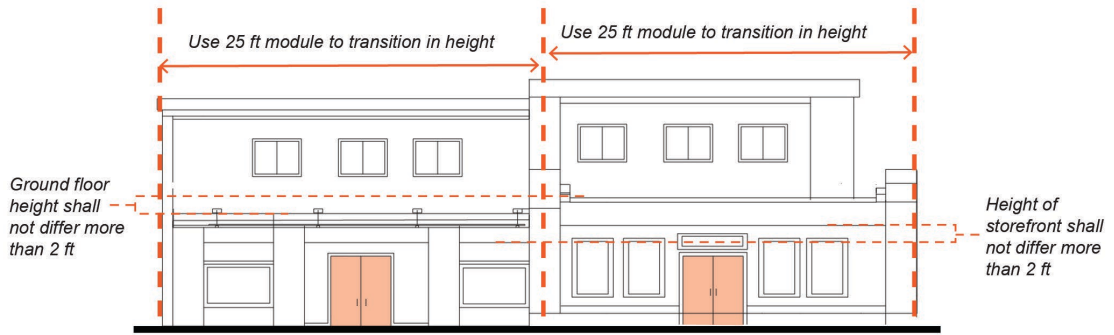 Use 25 ft module to transition in height
Use 25 ft module to transition in height
Ground floor
height shall
not differ more
than 2 ft
Height of
storefront shall
not differ more
than 2 ft